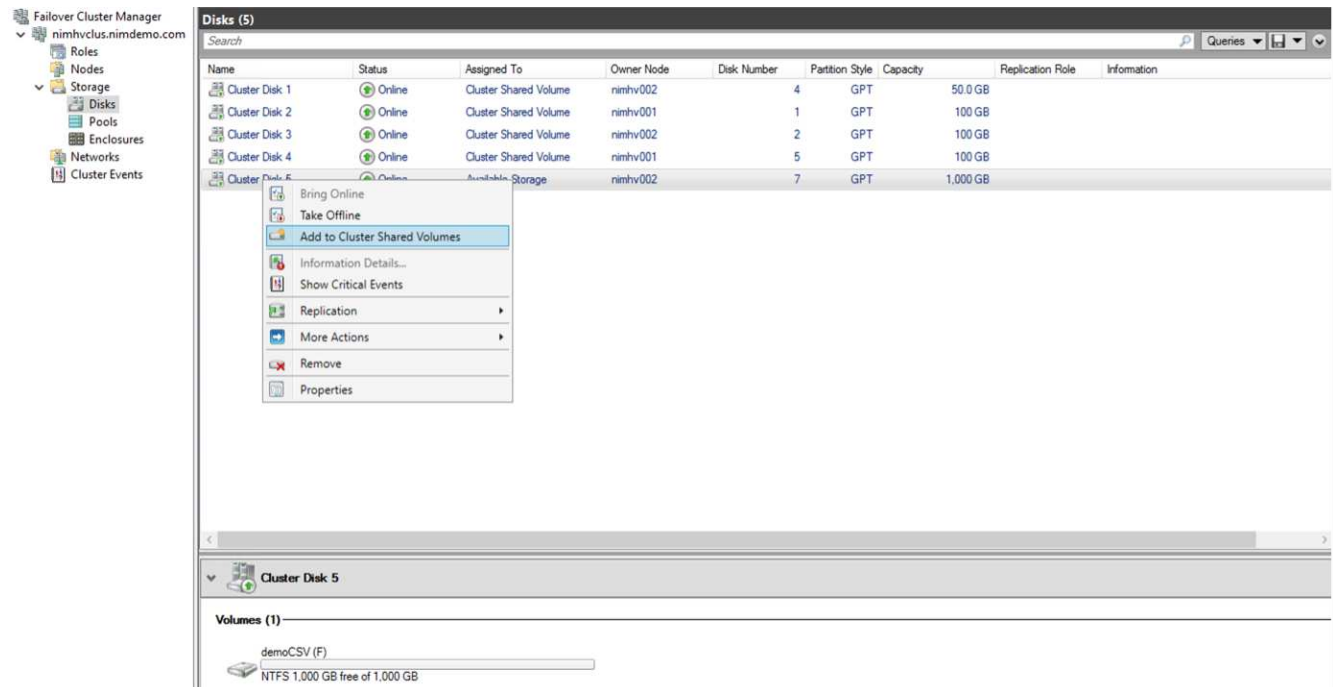 Failover Cluster Manager
nimhvclus.nimdemo.com
Roles
Nodes
Storage
Disks
Pools
Enclosures
Networks
Cluster Events
Disks (5)
Search
Queries
Name Status Assigned To Owner Node Disk Number Partition Style Capacity Replication Role Information
Cluster Disk 1 Online Cluster Shared Volume nimhv002 4 GPT 50.0 GB
Cluster Disk 2 Online Cluster Shared Volume nimhv001 1 GPT 100 GB
Cluster Disk 3 Online Cluster Shared Volume nimhv002 2 GPT 100 GB
Cluster Disk 4 Online Cluster Shared Volume nimhv001 5 GPT 100 GB
Cluster Disk 5 Online Available Storage nimhv002 7 GPT 1,000 GB
Bring Online
Take Offline
Add to Cluster Shared Volumes
Information Details...
Show Critical Events
Replication
More Actions
Remove
Properties
Cluster Disk 5
Volumes (1)
demoCSV (F)
NTFS 1,000 GB free of 1,000 GB